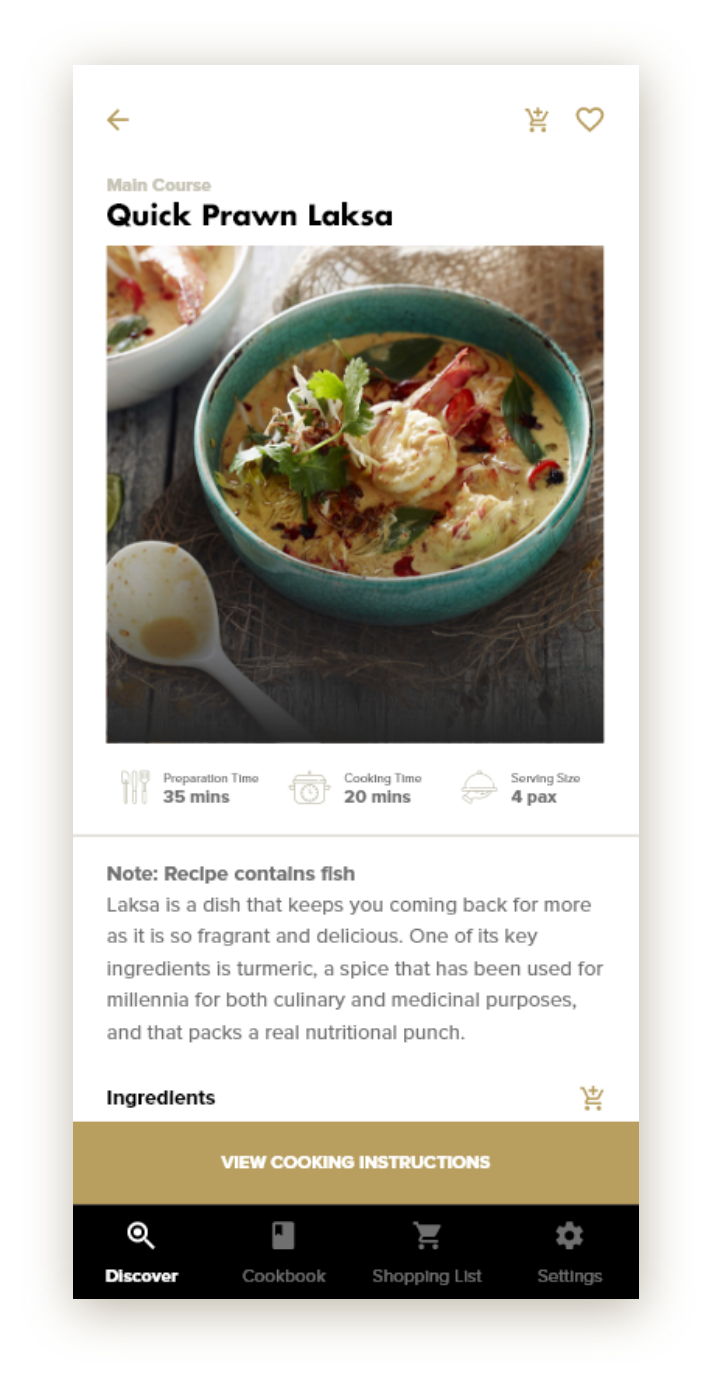 Main Course
Quick Prawn Laksa
Preparation Time
35 mins
Cooking Time
20 mins
Serving Size
4 pax
Note: Recipe contains fish
Laksa is a dish that keeps you coming back for more
as it is so fragrant and delicious. One of its key
ingredients is turmeric, a spice that has been used for
millennia for both culinary and medicinal purposes,
and that packs a real nutritional punch.
Ingredients
VIEW COOKING INSTRUCTIONS
Discover
Cookbook
Shopping List
Settings